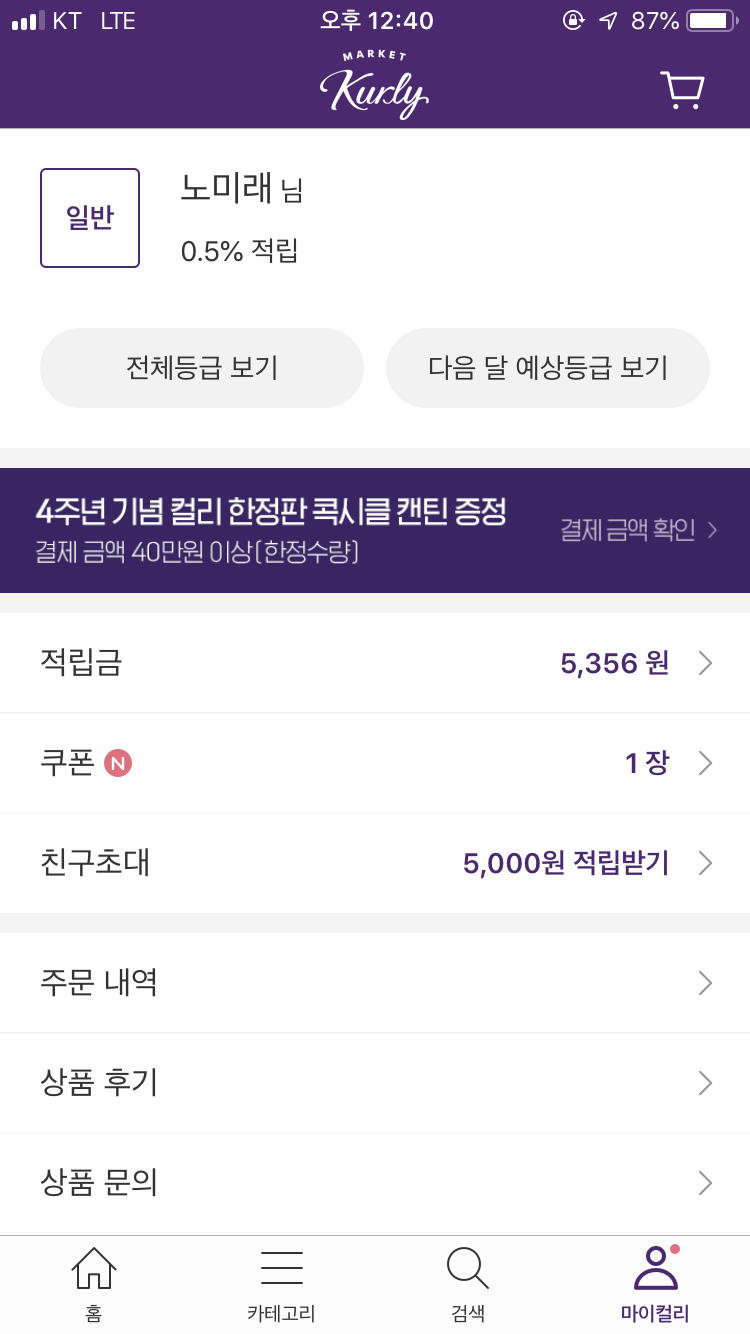 KT LTE 오후 12:40 87%
MARKET
Kurly
일반
노미래 님
0.5% 적립
전체등급 보기
다음 달 예상등급 보기
4주년 기념 컬리 한정판 콕시클 캔틴 증정
결제 금액 40만원 이상(한정수량)
결제 금액 확인 >
적립금 5,356 원
쿠폰 N 1 장
친구초대 5,000원 적립받기
주문 내역
상품 후기
상품 문의
홈 카테고리 검색 마이컬리